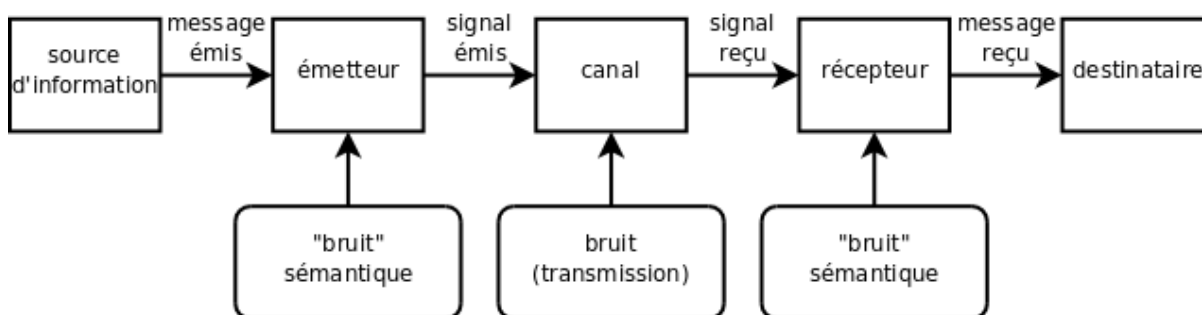 source
d'information
message
émis
émetteur
signal
émis
canal
signal
reçu
récepteur
message
reçu
destinataire
"bruit"
sémantique
bruit
(transmission)
"bruit"
sémantique